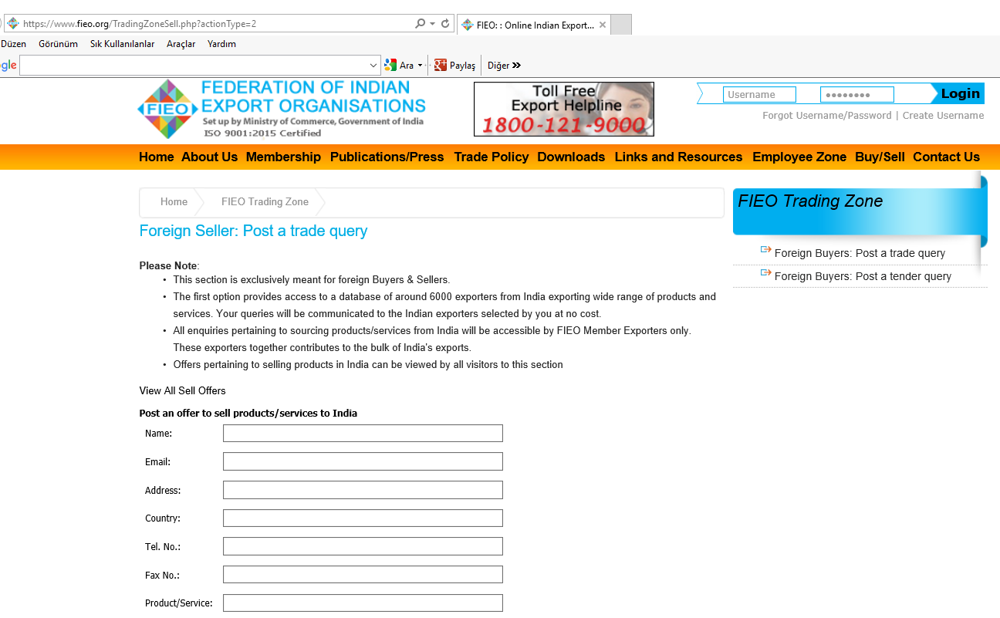 https://www.fieo.org/TradingZoneSell.php?actionType=2
FIEO: : Online Indian Export...
Düzen Görünüm Sık Kullanılanlar Araçlar Yardım
gle Ara Paylaş Diğer
FIEO
FEDERATION OF INDIAN
EXPORT ORGANISATIONS
Set up by Ministry of Commerce, Government of India
ISO 9001:2015 Certified
Toll Free
Export Helpline
1800-121-9000
Username Login
Forgot Username/Password | Create Username
Home About Us Membership Publications/Press Trade Policy Downloads Links and Resources Employee Zone Buy/Sell Contact Us
Home FIEO Trading Zone
Foreign Seller: Post a trade query
Please Note:
• This section is exclusively meant for foreign Buyers & Sellers.
• The first option provides access to a database of around 6000 exporters from India exporting wide range of products and
services. Your queries will be communicated to the Indian exporters selected by you at no cost.
• All enquiries pertaining to sourcing products/services from India will be accessible by FIEO Member Exporters only.
These exporters together contributes to the bulk of India's exports.
• Offers pertaining to selling products in India can be viewed by all visitors to this section
View All Sell Offers
Post an offer to sell products/services to India
Name:
Email:
Address:
Country:
Tel. No.:
Fax No.:
Product/Service:
FIEO Trading Zone
Foreign Buyers: Post a trade query
Foreign Buyers: Post a tender query